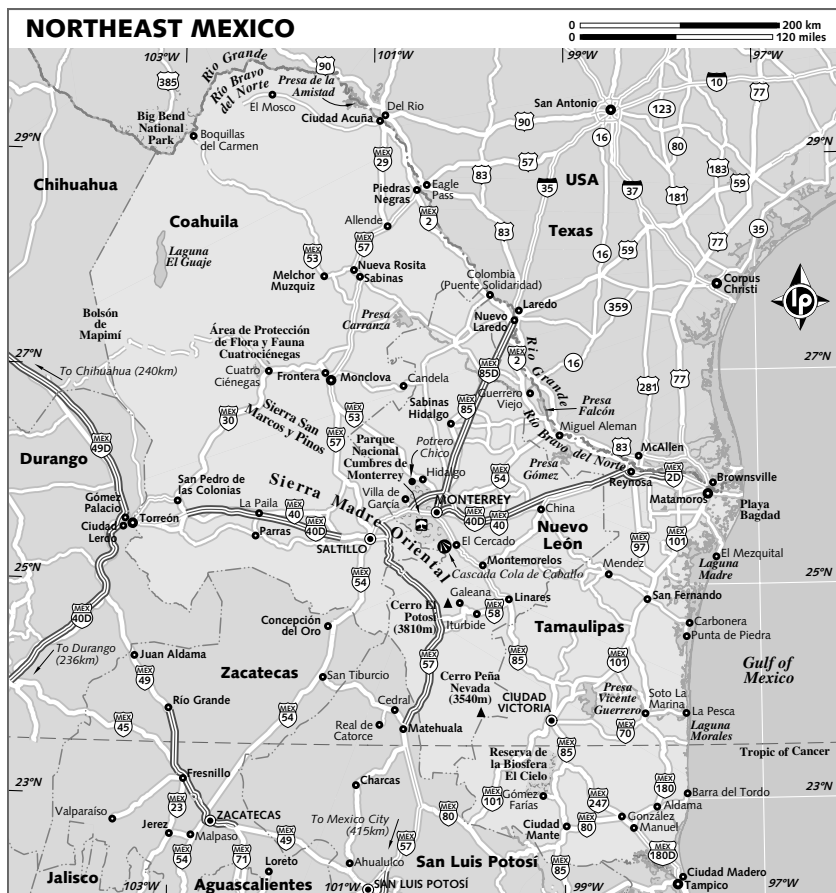 NORTHEAST MEXICO
0 200 km
0 120 miles
103°W
101°W
99°W
97°W
385
Rio Grande
Río Bravo
del Norte
90
Presa de la
Amistad
El Mosco
Del Rio
Ciudad Acuña
San Antonio
10
77
123
90
16
80
Big Bend
National
Park
Boquillas
del Carmen
29°N
29°N
MEX
29
57
83
183
59
Chihuahua
Piedras
Negras
Eagle
Pass
35
USA
37
181
Coahuila
Allende
MEX
2
MEX
57
83
Texas
77
35
Laguna
El Guaje
MEX
53
16
59
Melchor
Muzquiz
Nueva Rosita
Sabinas
Colombia
(Puente Solidaridad)
Corpus
Christi
lp
Presa
Carranza
Laredo
Nuevo
Laredo
359
Bolsón
de
Mapimí
Área de Protección
de Flora y Fauna
Cuatrociénegas
27°N
27°N
To Chihuahua (240km)
Cuatro
Ciénegas
Frontera
Monclova
Candela
MEX
85D
MEX
2
Rio Grande
16
281
77
Guerrero
Viejo
Presa
Falcón
Sabinas
Hidalgo
MEX
85
MEX
30
Sierra San
Marcos y Pinos
MEX
53
MEX
57
Miguel Aleman
Río Bravo del Norte
83
McAllen
MEX
49D
Parque
Nacional
Cumbres de
Monterrey
Potrero
Chico
Hidalgo
MEX
54
Presa
Gómez
Reynosa
MEX
2D
Brownsville
Matamoros
Durango
San Pedro de
las Colonias
Villa de
García
MONTERREY
China
Playa
Bagdad
Gómez
Palacio
Ciudad
Lerdo
Torreón
La Paila
MEX
40
MEX
40D
Parras
Sierra Madre Oriental
SALTILLO
MEX
40D
MEX
40
Nuevo
León
MEX
97
MEX
101
El Cercado
Montemorelos
Cascada Cola de Caballo
El Mezquital
Laguna
Madre
25°N
25°N
Mendez
MEX
54
MEX
40D
Cerro El
Potosí
(3810m)
Galeana
Iturbide
MEX
58
Linares
San Fernando
To Durango
(236km)
Concepción
del Oro
Tamaulipas
Carbonera
Punta de Piedra
Juan Aldama
MEX
49
Zacatecas
San Tiburcio
MEX
57
Cerro Peña
Nevada
(3540m)
MEX
85
MEX
101
Gulf of
Mexico
Río Grande
Cedral
CIUDAD
VICTORIA
Presa
Vicente
Guerrero
Soto La
Marina
La Pesca
MEX
45
MEX
54
Real de
Catorce
Matehuala
MEX
70
Laguna
Morales
Tropic of Cancer
Reserva de
la Biosfera
El Cielo
MEX
85
23°N
23°N
Fresnillo
Charcas
MEX
180
Barra del Tordo
Valparaíso
MEX
23
ZACATECAS
To Mexico City
(415km)
MEX
80
MEX
101
Gómez
Farías
MEX
247
Aldama
González
Manuel
Jerez
Malpaso
MEX
49
Ciudad
Mante
MEX
80
MEX
54
MEX
71
Loreto
Ahualulco
MEX
57
San Luis Potosí
MEX
85
MEX
180D
Jalisco
103°W
Aguascalientes
101°W
SAN LUIS POTOSÍ
99°W
Ciudad Madero
Tampico
97°W